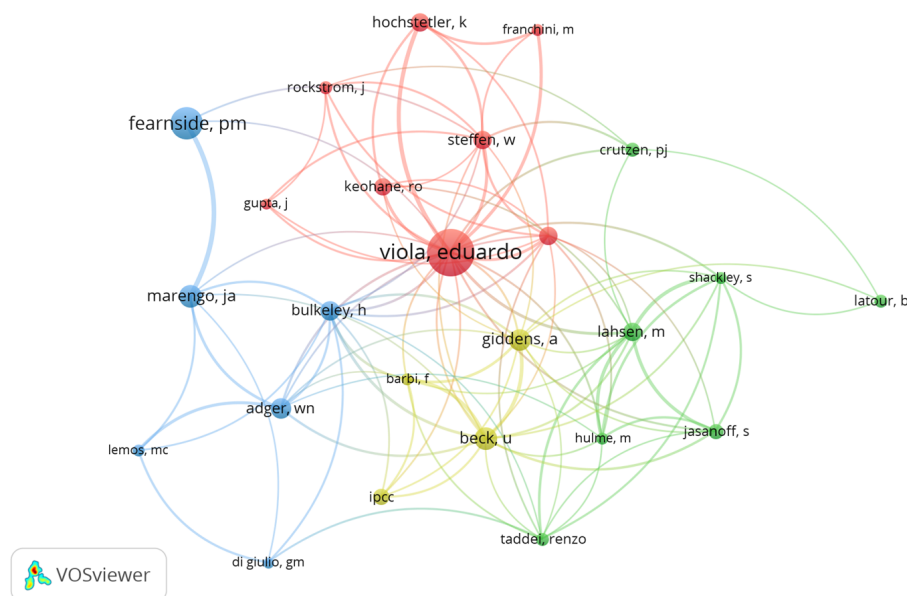 hochstetler, k
franchini, m
rockstrom, j
fearnside, pm
steffen, w
crutzen, pj
keohane, ro
gupta, j
viola, eduardo
shackley, s
marengo, ja
latour, b
bulkeley, h
lahsen, m
giddens, a
barbi, f
adger, wn
jasanoff, s
beck, u
hulme, m
lemos, mc
ipcc
taddei, renzo
di giulio, gm
VOSviewer